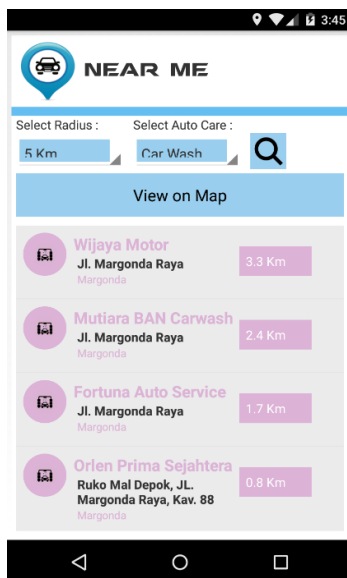 3:45
NEAR ME
Select Radius :
Select Auto Care :
5 Km
Car Wash
View on Map
Wijaya Motor
Jl. Margonda Raya
Margonda
3.3 Km
Mutiara BAN Carwash
Jl. Margonda Raya
Margonda
2.4 Km
Fortuna Auto Service
Jl. Margonda Raya
Margonda
1.7 Km
Orlen Prima Sejahtera
Ruko Mal Depok, JL.
Margonda Raya, Kav. 88
Margonda
0.8 Km